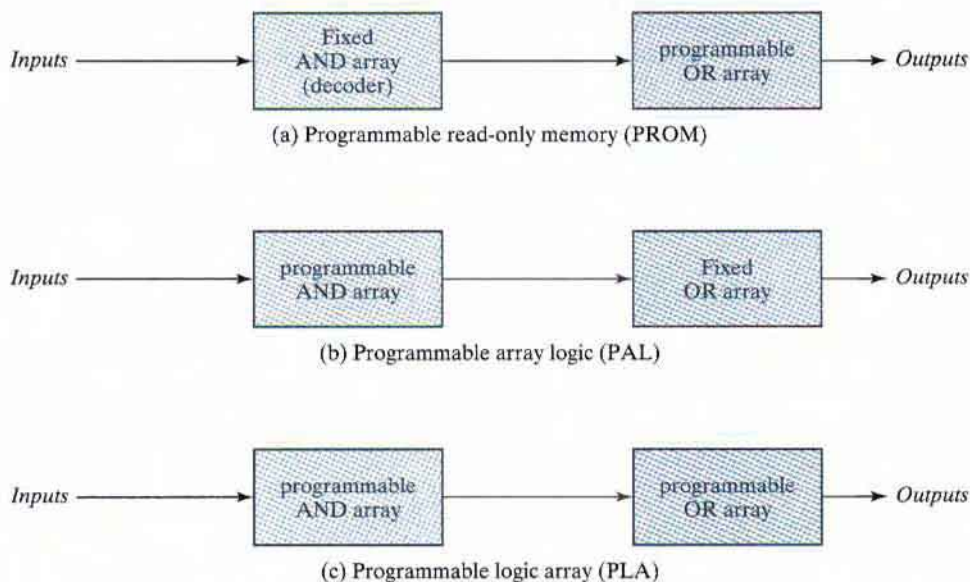 Inputs
Fixed
AND array
(decoder)
programmable
OR array
Outputs
(a) Programmable read-only memory (PROM)
Inputs
programmable
AND array
Fixed
OR array
Outputs
(b) Programmable array logic (PAL)
Inputs
programmable
AND array
programmable
OR array
Outputs
(c) Programmable logic array (PLA)